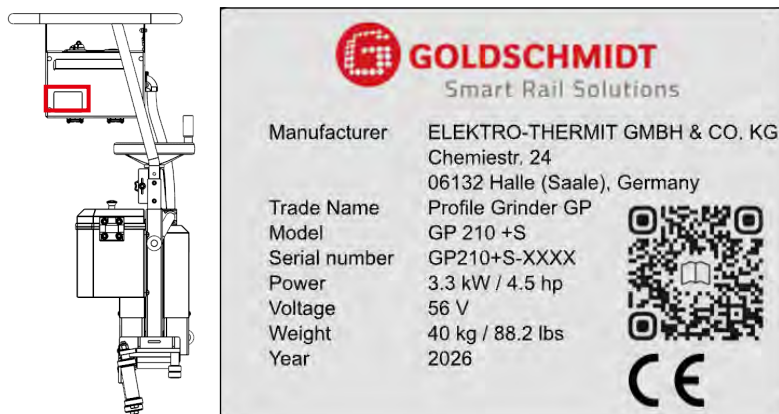 GOLDSCHMIDT
Smart Rail Solutions
Manufacturer ELEKTRO-THERMIT GMBH & CO. KG
Chemiestr. 24
06132 Halle (Saale), Germany
Trade Name Profile Grinder GP
Model GP 210 +S
Serial number GP210+S-XXXX
Power 3.3 kW / 4.5 hp
Voltage 56 V
Weight 40 kg / 88.2 lbs
Year 2026
CE